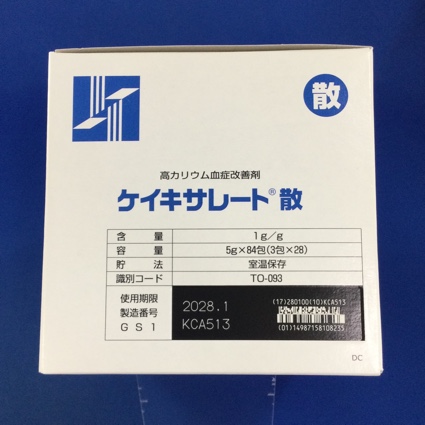 散
高カリウム血症改善剤
ケイキサレート®散
含量 1g/g
容量 5g×84包(3包×28)
貯法 室温保存
識別コード TO-093
使用期限 2028.1
製造番号 KCA513
GS1
(17)280100(10)KCA513
(01)14987158108235
DC